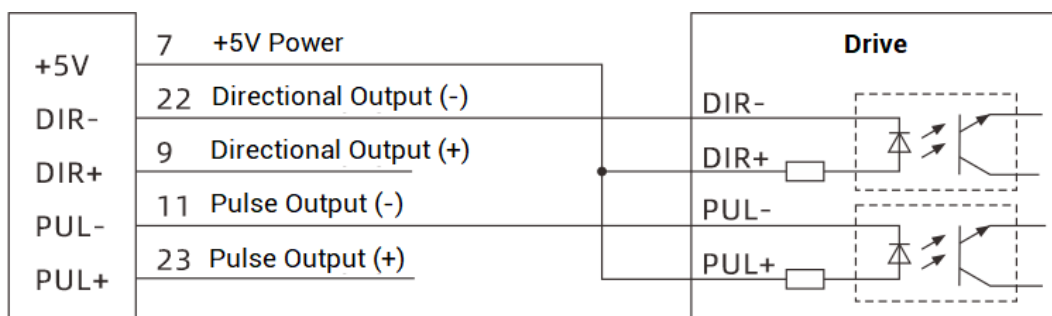 7 +5V Power
Drive
+5V
22 Directional Output (-)
DIR-
DIR-
9 Directional Output (+)
DIR+
DIR+
11 Pulse Output (-)
PUL-
PUL-
23 Pulse Output (+)
PUL+
PUL+